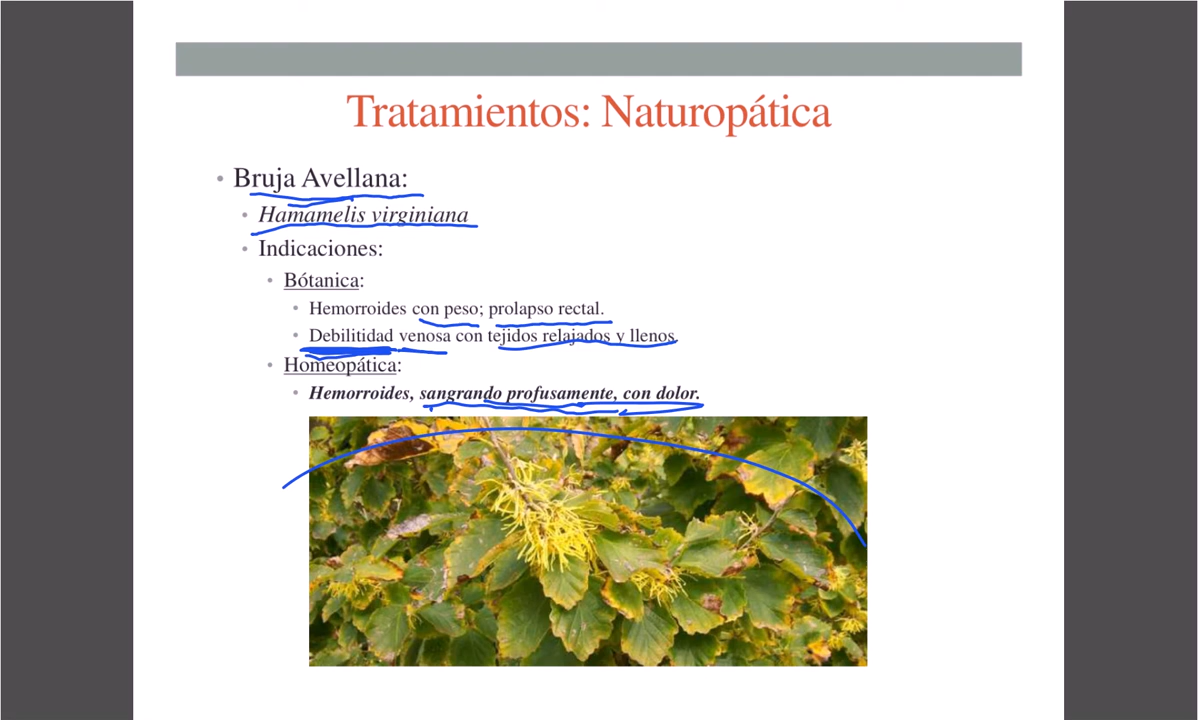 Tratamientos: Naturopática
Bruja Avellana:
Hamamelis virginiana
Indicaciones:
Bótanica:
Hemorroides con peso; prolapso rectal.
Debilitidad venosa con tejidos relajados y llenos.
Homeopática:
Hemorroides, sangrando profusamente, con dolor.